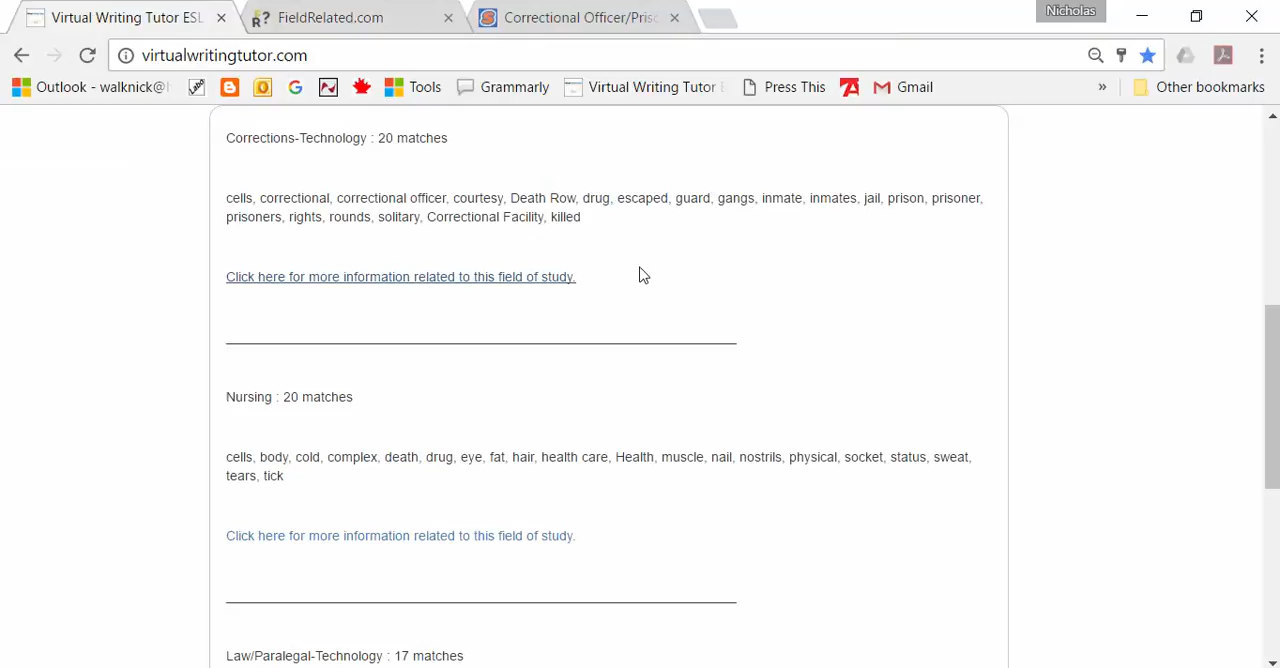 Virtual Writing Tutor ESL
FieldRelated.com
Correctional Officer/Pris
Nicholas
virtualwritingtutor.com
Outlook - walknick@
Tools
Grammarly
Virtual Writing Tutor
Press This
Gmail
»
Other bookmarks
Corrections-Technology : 20 matches
cells, correctional, correctional officer, courtesy, Death Row, drug, escaped, guard, gangs, inmate, inmates, jail, prison, prisoner,
prisoners, rights, rounds, solitary, Correctional Facility, killed
Click here for more information related to this field of study.
Nursing : 20 matches
cells, body, cold, complex, death, drug, eye, fat, hair, health care, Health, muscle, nail, nostrils, physical, socket, status, sweat,
tears, tick
Click here for more information related to this field of study.
Law/Paralegal-Technology : 17 matches